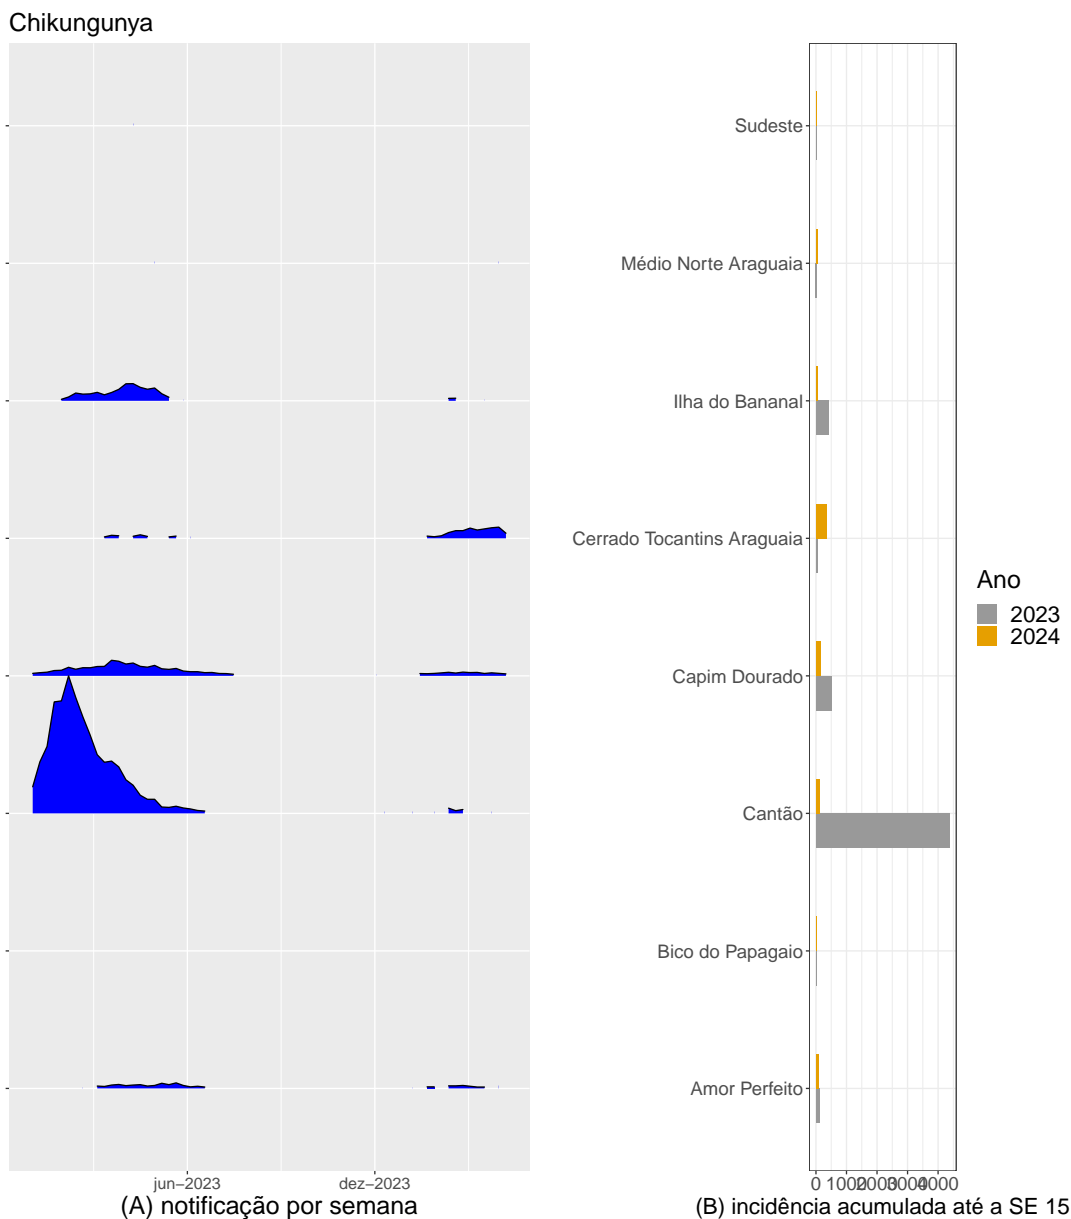 Chikungunya
Sudeste
Médio Norte Araguaia
Ilha do Bananal
Cerrado Tocantins Araguaia
Capim Dourado
Cantão
Bico do Papagaio
Amor Perfeito
Ano
2023
2024
jun–2023 dez–2023
0 1000 2000 3000 4000
(A) notificação por semana
(B) incidência acumulada até a SE 15